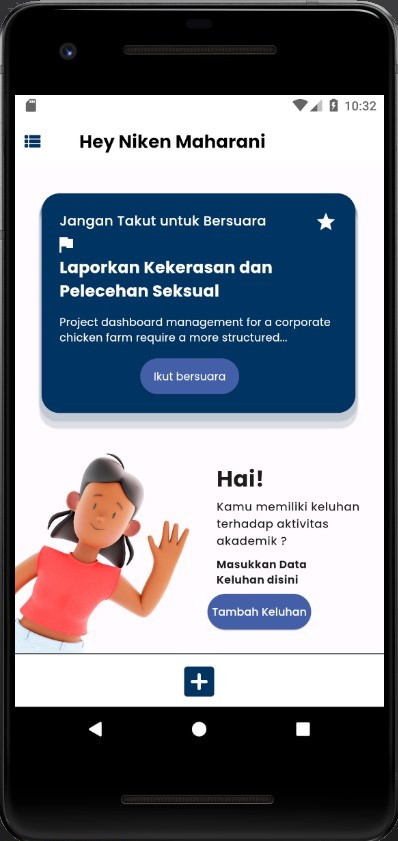 10:32
Hey Niken Maharani
Jangan Takut untuk Bersuara
Laporkan Kekerasan dan
Pelecehan Seksual
Project dashboard management for a corporate
chicken farm require a more structured...
Ikut bersuara
Hai!
Kamu memiliki keluhan
terhadap aktivitas
akademik ?
Masukkan Data
Keluhan disini
Tambah Keluhan